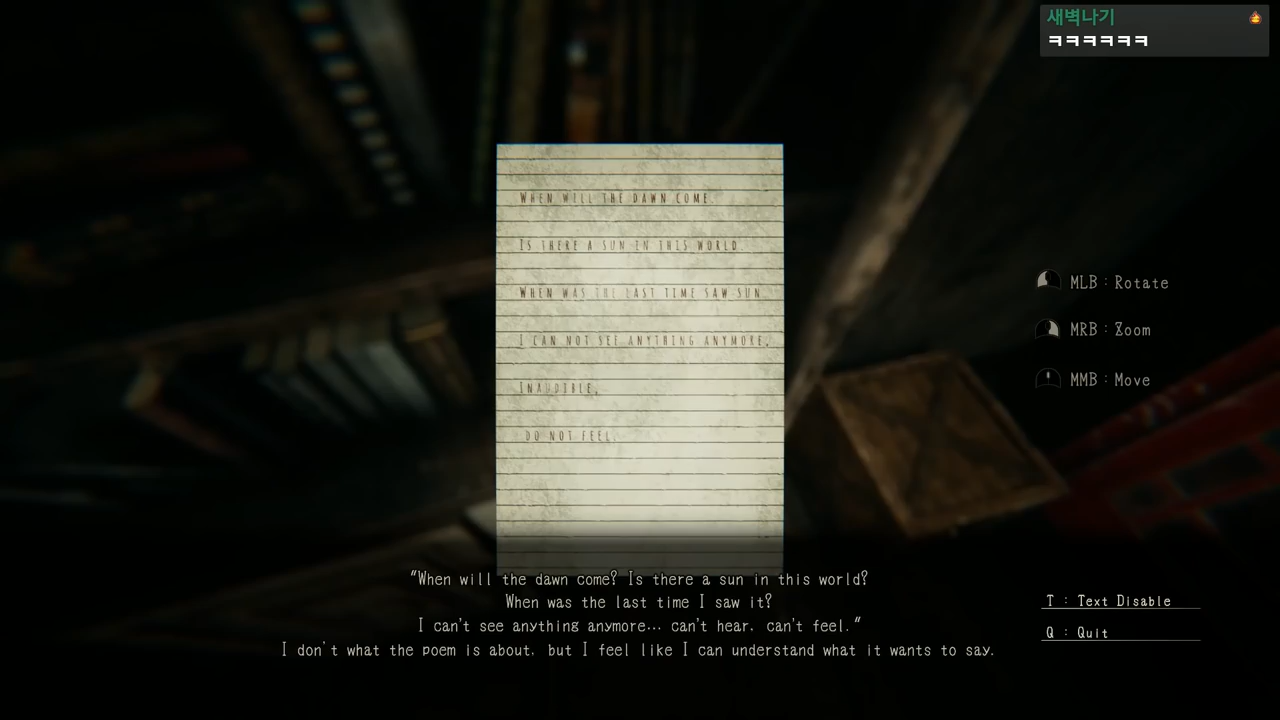 새벽나기
ㅋㅋㅋㅋㅋㅋ
WHEN WILL THE DAWN COME.
IS THERE A SUN IN THIS WORLD.
WHEN WAS THE LAST TIME SAW SUN.
I CAN NOT SEE ANYTHING ANYMORE,
INAUDIBLE,
DO NOT FEEL.
MLB : Rotate
MRB : Zoom
MMB : Move
"When will the dawn come? Is there a sun in this world?
When was the last time I saw it?
I can't see anything anymore... can't hear, can't feel."
I don't what the poem is about, but I feel like I can understand what it wants to say.
T : Text Disable
Q : Quit